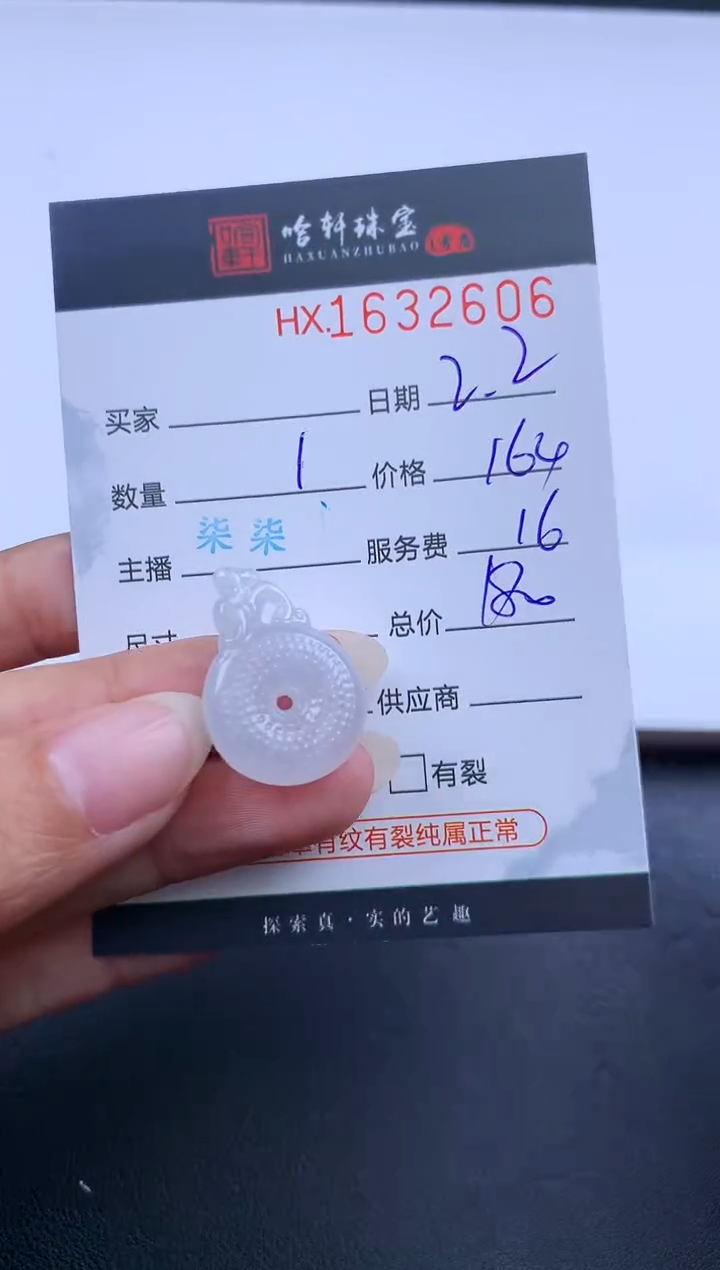 哈轩珠宝
HAXUANZHUBAO
HX.1632606
买家 日期 2.2
数量 1 价格 164
主播 柒柒 服务费 16
尺寸 总价 180
供应商
有裂
有纹有裂纯属正常
探索真·实的艺趣